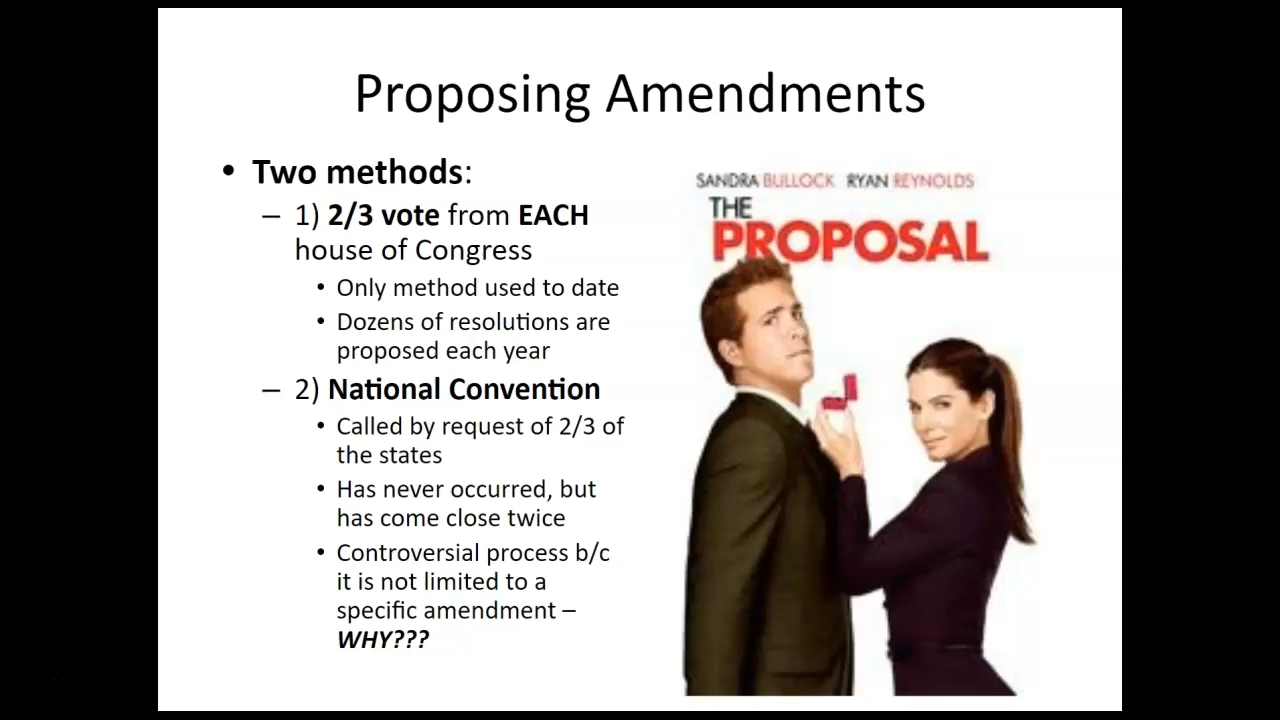 Proposing Amendments
• Two methods:
– 1) 2/3 vote from EACH
house of Congress
• Only method used to date
• Dozens of resolutions are
proposed each year
– 2) National Convention
• Called by request of 2/3 of
the states
• Has never occurred, but
has come close twice
• Controversial process b/c
it is not limited to a
specific amendment –
WHY???
SANDRA BULLOCK RYAN REYNOLDS
THE
PROPOSAL